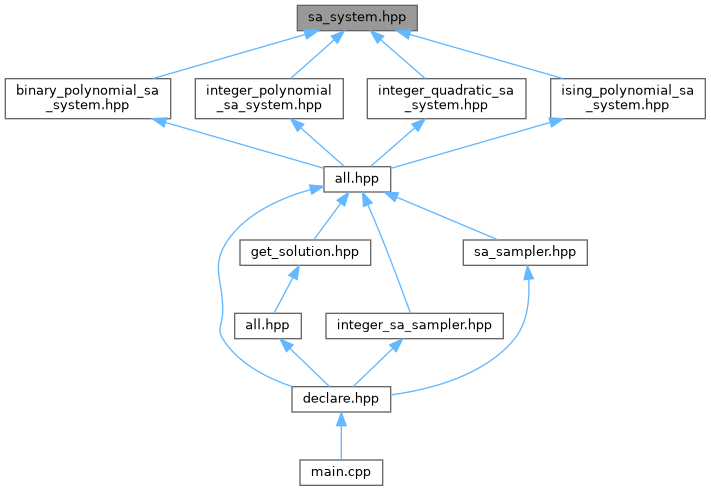 sa_system.hpp
binary_polynomial_sa
_system.hpp
integer_polynomial
_sa_system.hpp
integer_quadratic_sa
_system.hpp
ising_polynomial_sa
_system.hpp
all.hpp
get_solution.hpp
sa_sampler.hpp
all.hpp
integer_sa_sampler.hpp
declare.hpp
main.cpp